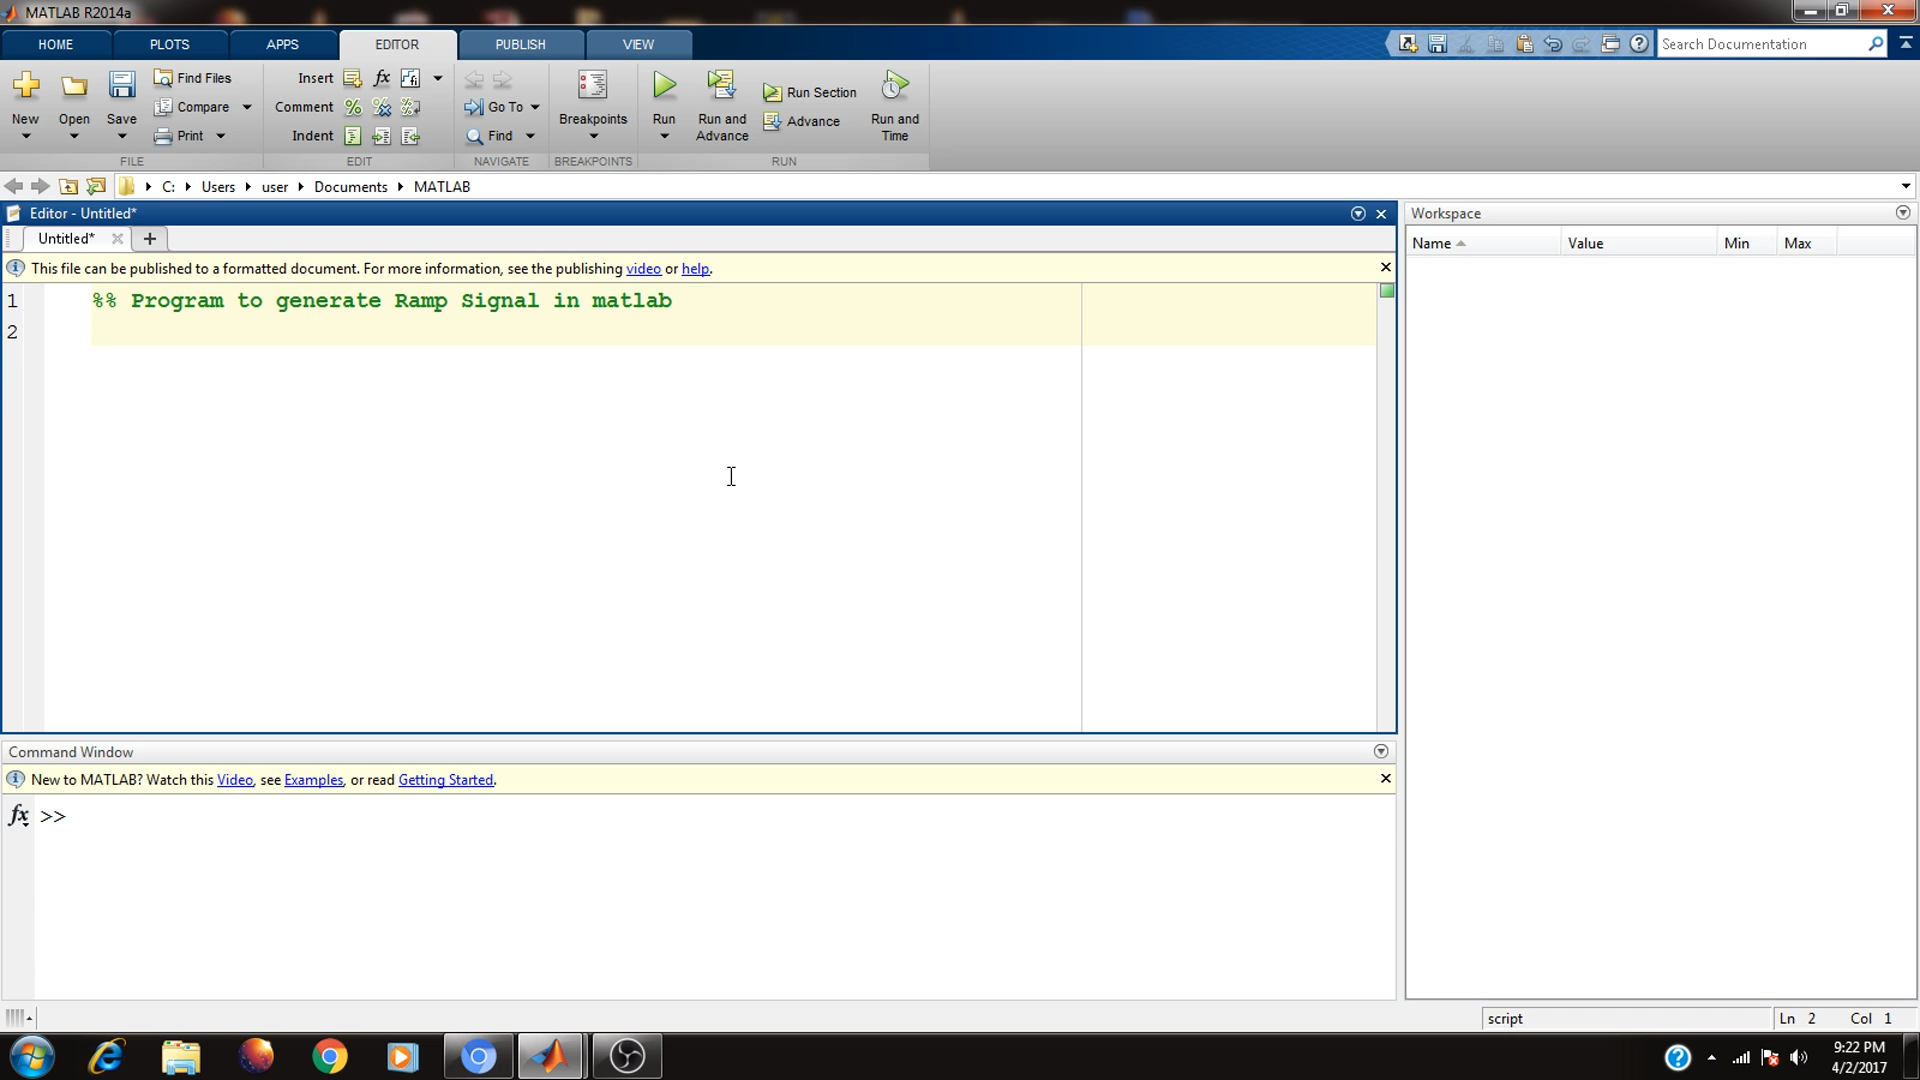 MATLAB R2014a
HOME
PLOTS
APPS
EDITOR
PUBLISH
VIEW
Search Documentation
New
Open
Save
Find Files
Compare
Print
FILE
Insert
Comment
Indent
EDIT
Go To
Find
NAVIGATE
Breakpoints
BREAKPOINTS
Run
Run and
Advance
Run Section
Advance
Run and
Time
RUN
C:
Users
user
Documents
MATLAB
Editor - Untitled*
Untitled*
This file can be published to a formatted document. For more information, see the publishing video or help.
1 %% Program to generate Ramp Signal in matlab
2
Workspace
Name
Value
Min
Max
Command Window
New to MATLAB? Watch this Video, see Examples, or read Getting Started.
fx >>
script
Ln 2 Col 1
9:22 PM
4/2/2017